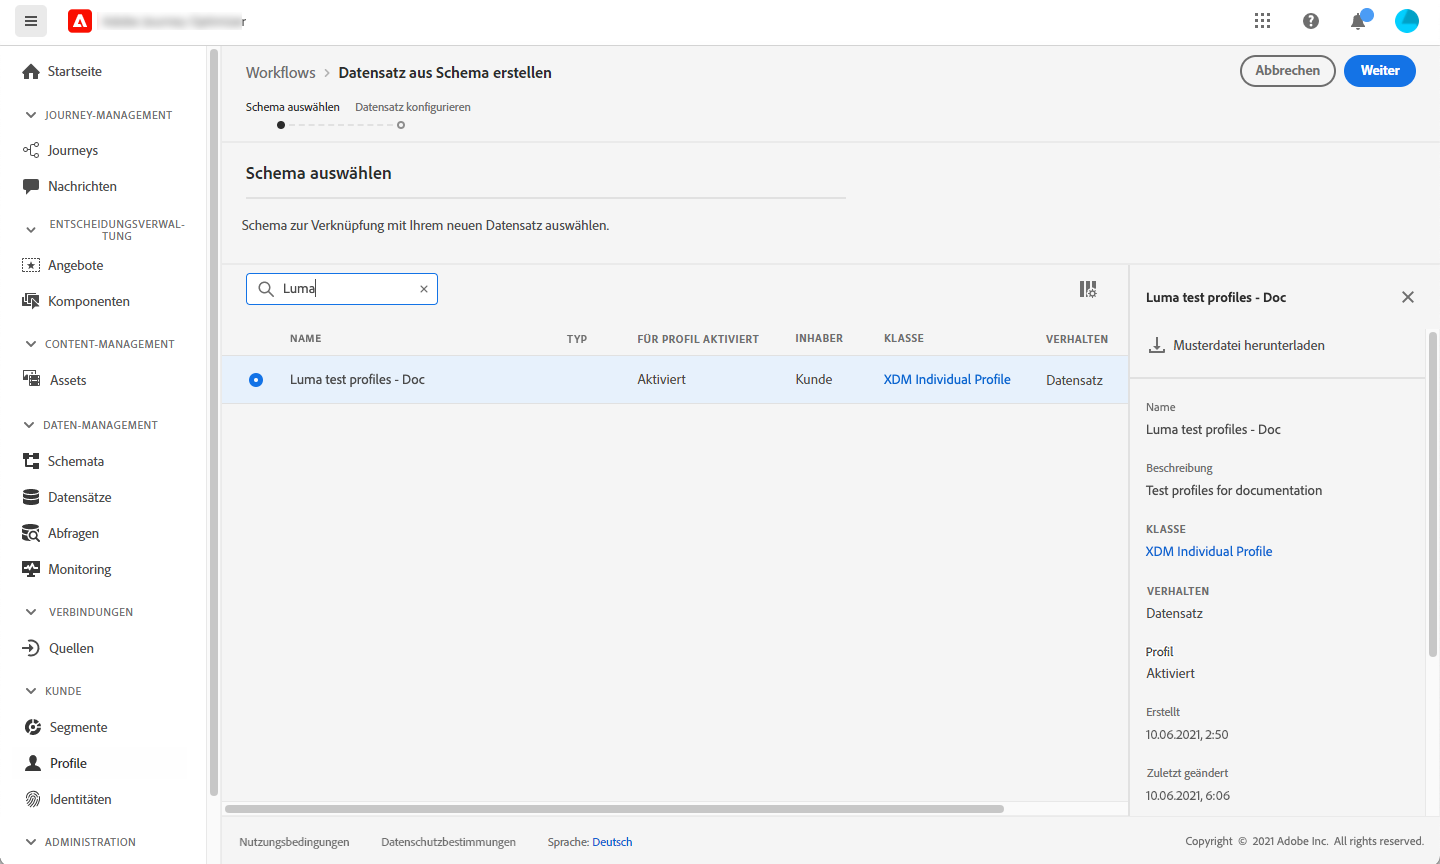 Startseite
JOURNEY-MANAGEMENT
Journeys
Nachrichten
ENTSCHEIDUNGSVERWAL-
TUNG
Angebote
Komponenten
CONTENT-MANAGEMENT
Assets
DATEN-MANAGEMENT
Schemata
Datensätze
Abfragen
Monitoring
VERBINDUNGEN
Quellen
KUNDE
Segmente
Profile
Identitäten
ADMINISTRATION
Workflows > Datensatz aus Schema erstellen
Abbrechen
Weiter
Schema auswählen
Datensatz konfigurieren
Schema auswählen
Schema zur Verknüpfung mit Ihrem neuen Datensatz auswählen.
Luma
NAME TYP FÜR PROFIL AKTIVIERT INHABER KLASSE VERHALTEN
Luma test profiles - Doc Aktiviert Kunde XDM Individual Profile Datensatz
Luma test profiles - Doc
Musterdatei herunterladen
Name
Luma test profiles - Doc
Beschreibung
Test profiles for documentation
KLASSE
XDM Individual Profile
VERHALTEN
Datensatz
Profil
Aktiviert
Erstellt
10.06.2021, 2:50
Zuletzt geändert
10.06.2021, 6:06
Nutzungsbedingungen
Datenschutzbestimmungen
Sprache: Deutsch
Copyright © 2021 Adobe Inc. All rights reserved.